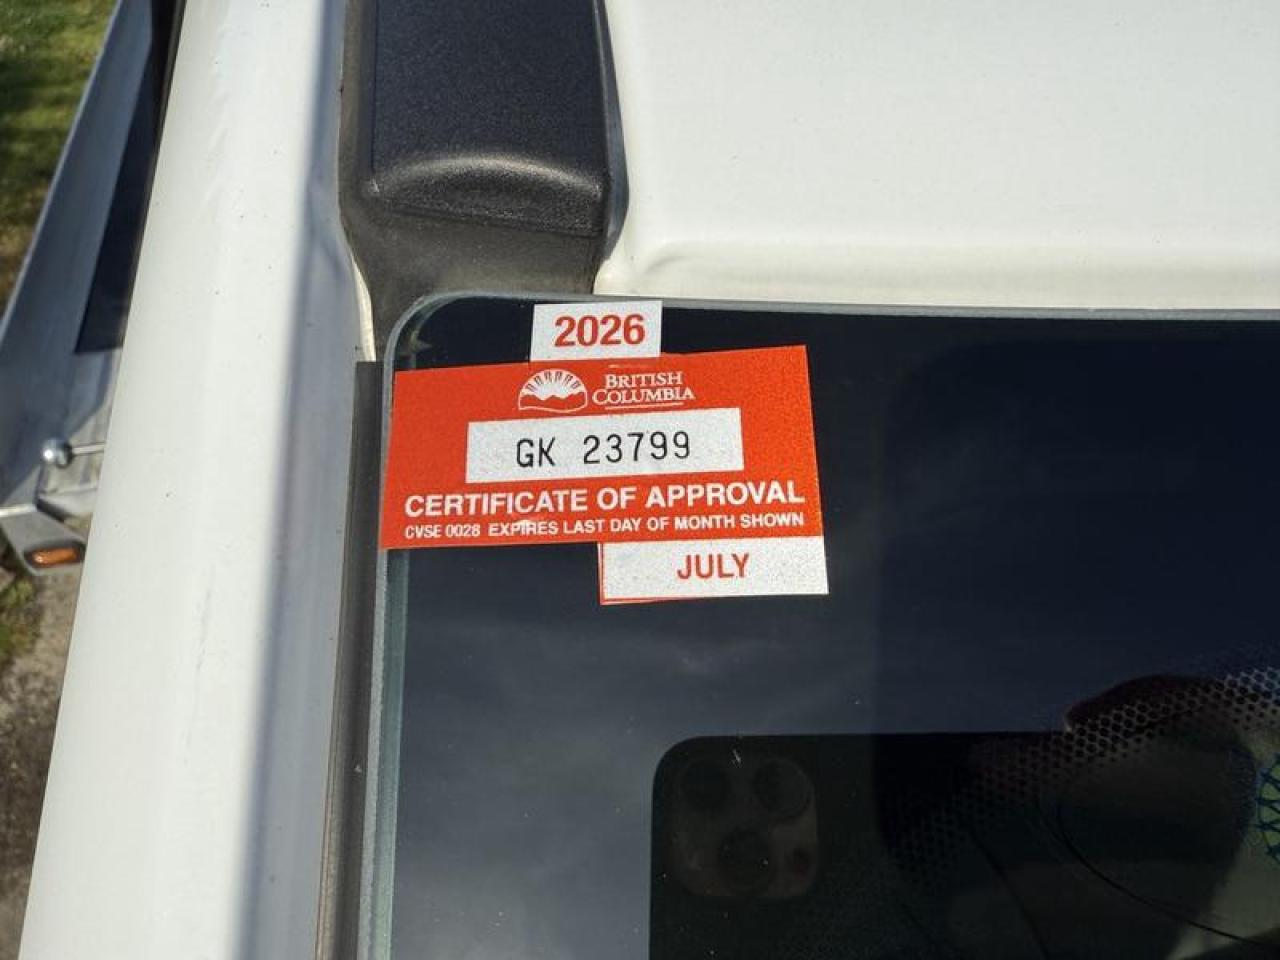 2026
BRITISH
COLUMBIA
GK 23799
CERTIFICATE OF APPROVAL
CVSE 0028 EXPIRES LAST DAY OF MONTH SHOWN
JULY